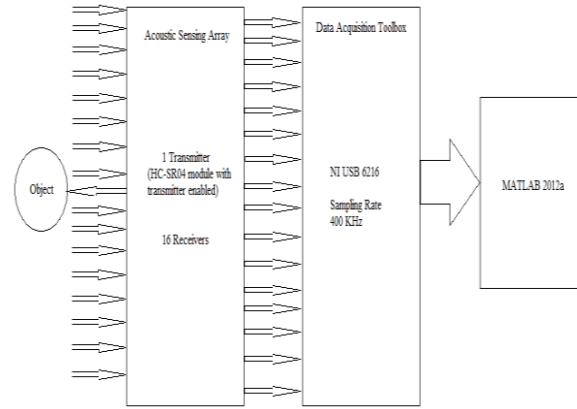 Acoustic Sensing Array
Data Acquisition Toolbox
Object
1 Transmitter
(HC-SR04 module with
transmitter enabled)
16 Receivers
NI USB 6216
Sampling Rate
400 KHz
MATLAB 2012a